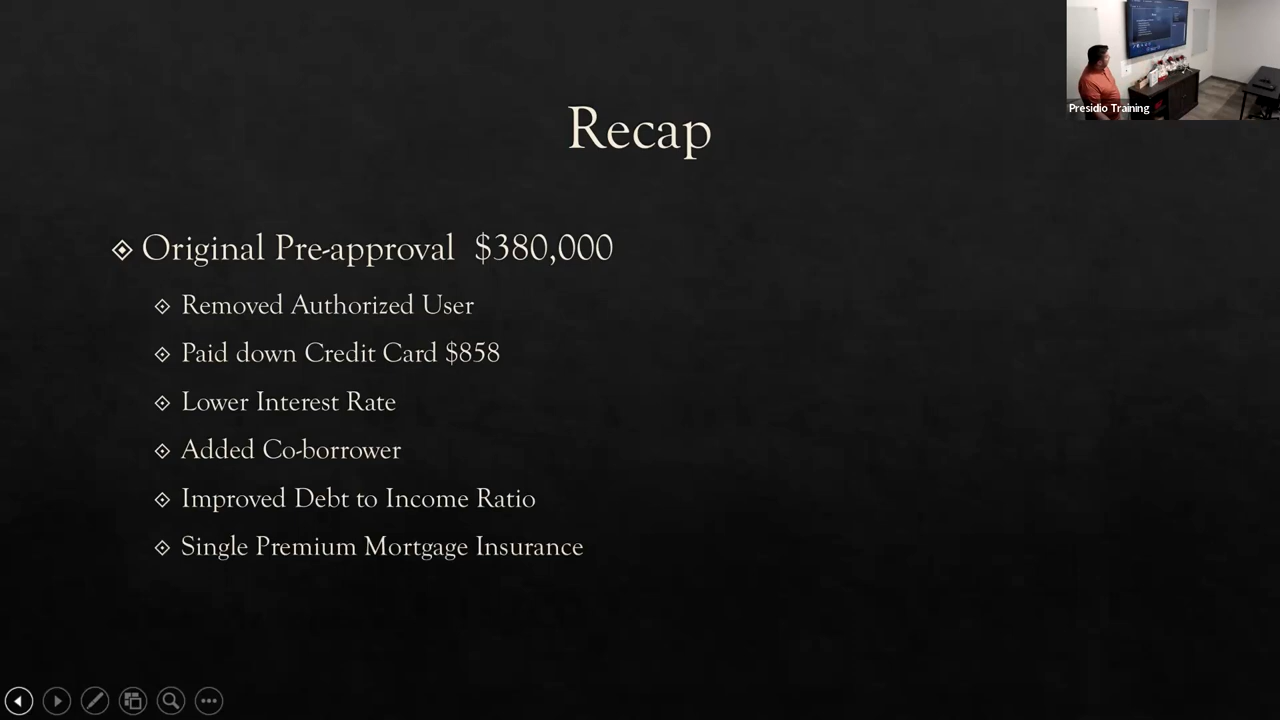 Recap
Original Pre-approval $380,000
Removed Authorized User
Paid down Credit Card $858
Lower Interest Rate
Added Co-borrower
Improved Debt to Income Ratio
Single Premium Mortgage Insurance
Presidio Training